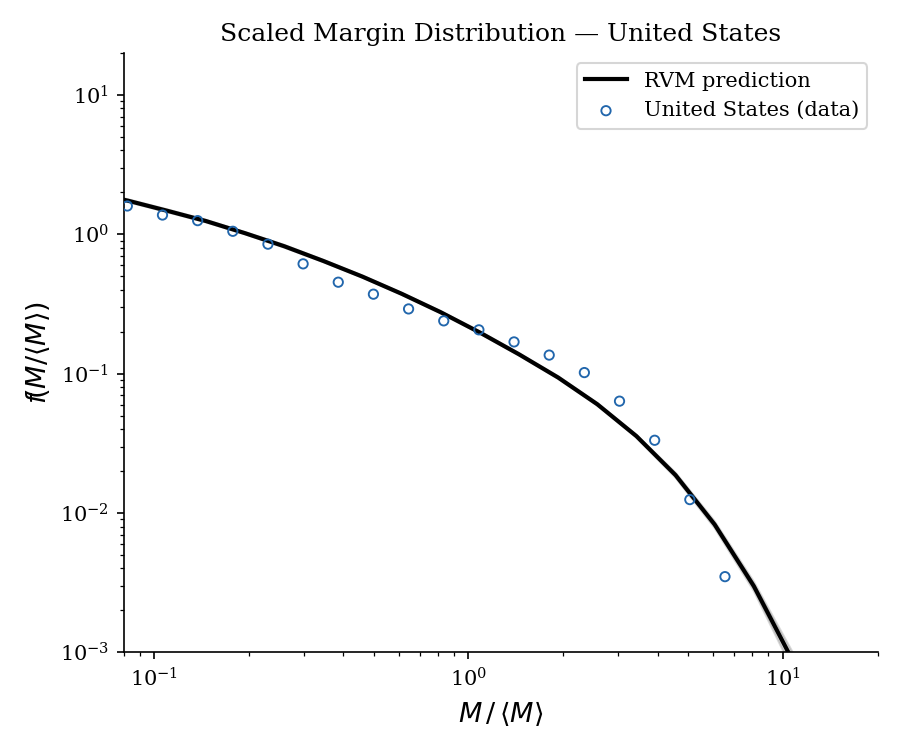 Scaled Margin Distribution — United States
RVM prediction
United States (data)
f(M/⟨M⟩)
10¹
10⁰
10⁻¹
10⁻²
10⁻³
10⁻¹
10⁰
10¹
M / ⟨M⟩